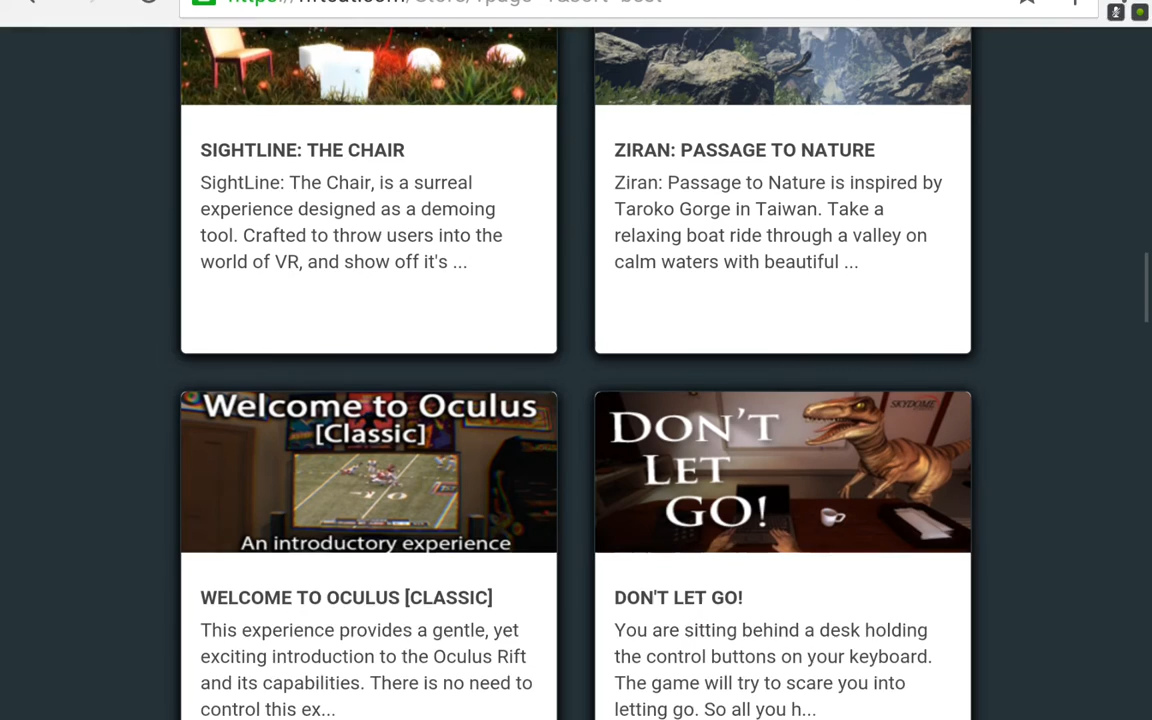 SIGHTLINE: THE CHAIR
SightLine: The Chair, is a surreal
experience designed as a demoing
tool. Crafted to throw users into the
world of VR, and show off it's ...
ZIRAN: PASSAGE TO NATURE
Ziran: Passage to Nature is inspired by
Taroko Gorge in Taiwan. Take a
relaxing boat ride through a valley on
calm waters with beautiful ...
Welcome to Oculus
[Classic]
An introductory experience
DON'T
LET
GO!
SKYDOME
WELCOME TO OCULUS [CLASSIC]
This experience provides a gentle, yet
exciting introduction to the Oculus Rift
and its capabilities. There is no need to
control this ex...
DON'T LET GO!
You are sitting behind a desk holding
the control buttons on your keyboard.
The game will try to scare you into
letting go. So all you h...